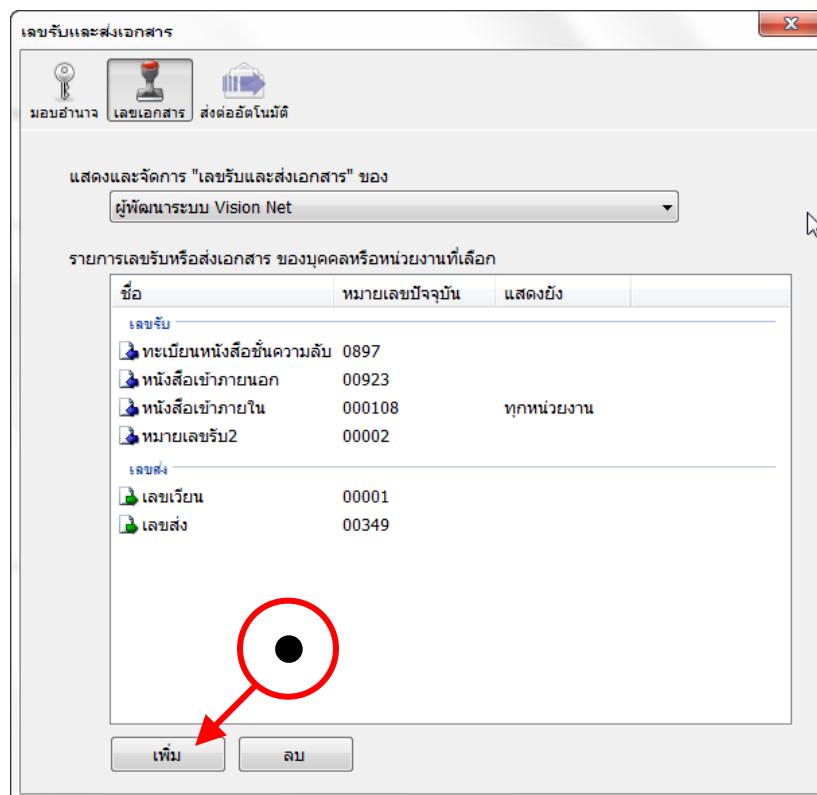 เลขรับและส่งเอกสาร
มอบอำนาจ เลขเอกสาร ส่งต่ออัตโนมัติ
แสดงและจัดการ "เลขรับและส่งเอกสาร" ของ
ผู้พัฒนาระบบ Vision Net
รายการเลขรับหรือส่งเอกสาร ของบุคคลหรือหน่วยงานที่เลือก
ชื่อ หมายเลขปัจจุบัน แสดงยัง
เลขรับ
ทะเบียนหนังสือชั้นความลับ 0897
หนังสือเข้าภายนอก 00923
หนังสือเข้าภายใน 000108 ทุกหน่วยงาน
หมายเลขรับ2 00002
เลขส่ง
เลขเวียน 00001
เลขส่ง 00349
เพิ่ม ลบ